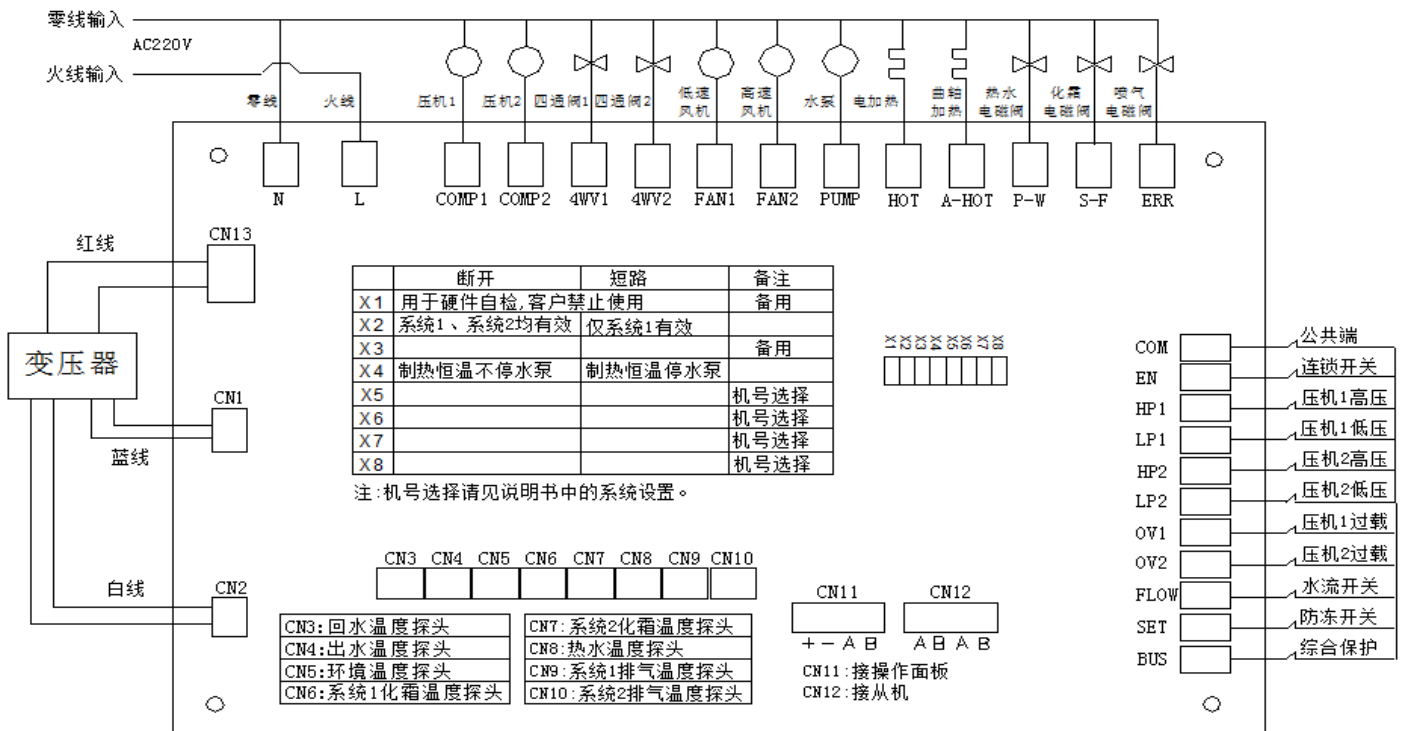 零线输入
AC220V
火线输入
零线 火线 压机1 压机2 四通阀1 四通阀2 低速风机 高速风机 水泵 电加热 曲轴加热 热水电磁阀 化霜电磁阀 喷气电磁阀
N L COMP1 COMP2 4WV1 4WV2 FAN1 FAN2 PUMP HOT A-HOT P-W S-F ERR
红线
CN13
变压器
CN1
蓝线
白线
CN2
断开 短路 备注
X1 用于硬件自检,客户禁止使用 备用
X2 系统1、系统2均有效 仅系统1有效
X3 备用
X4 制热恒温不停水泵 制热恒温停水泵
X5 机号选择
X6 机号选择
X7 机号选择
X8 机号选择
注:机号选择请见说明书中的系统设置。
X1 X2 X3 X4 X5 X6 X7 X8
COM 公共端
EN 连锁开关
HP1 压机1高压
LP1 压机1低压
HP2 压机2高压
LP2 压机2低压
OV1 压机1过载
OV2 压机2过载
FLOW 水流开关
SET 防冻开关
BUS 综合保护
CN3 CN4 CN5 CN6 CN7 CN8 CN9 CN10
CN3:回水温度探头
CN4:出水温度探头
CN5:环境温度探头
CN6:系统1化霜温度探头
CN7:系统2化霜温度探头
CN8:热水温度探头
CN9:系统1排气温度探头
CN10:系统2排气温度探头
CN11 CN12
+ - A B A B A B
CN11:接操作面板
CN12:接从机